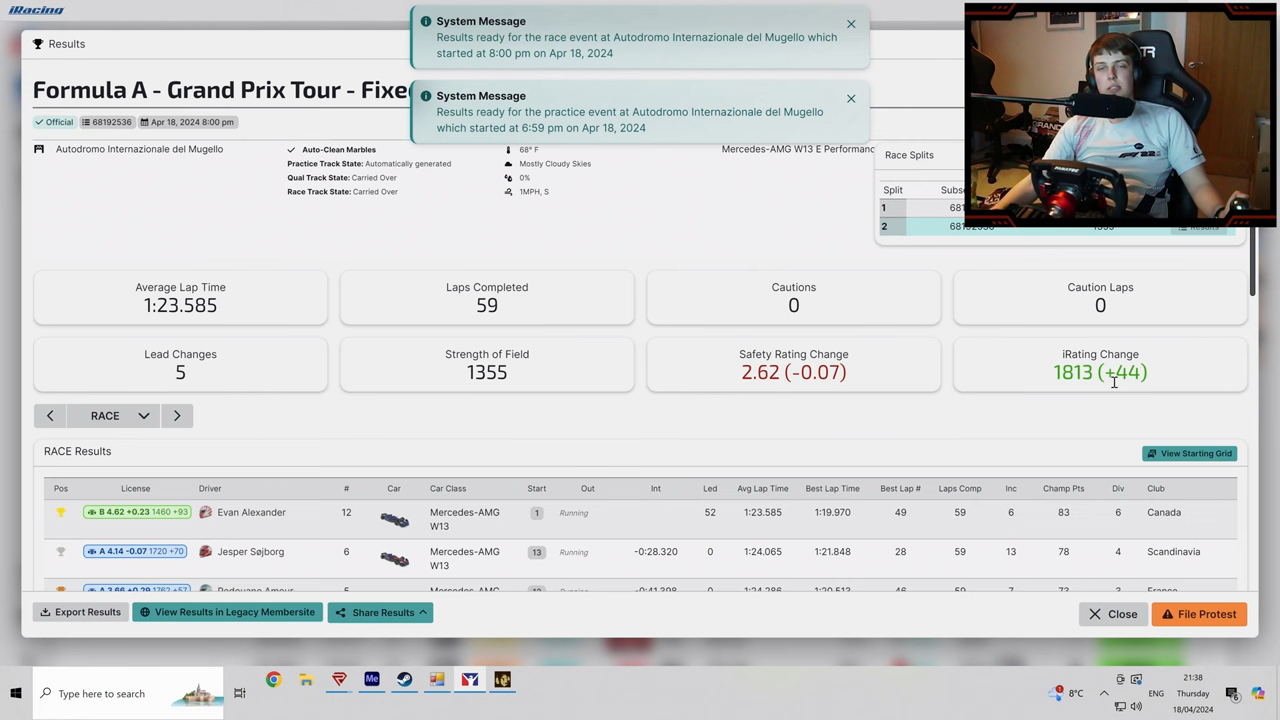 iRacing
Results
System Message
Results ready for the race event at Autodromo Internazionale del Mugello which
started at 8:00 pm on Apr 18, 2024
System Message
Results ready for the practice event at Autodromo Internazionale del Mugello
which started at 6:59 pm on Apr 18, 2024
Formula A - Grand Prix Tour - Fixe
Official 68192536 Apr 18, 2024 8:00 pm
Autodromo Internazionale del Mugello
Auto-Clean Marbles
Practice Track State: Automatically generated
Qual Track State: Carried Over
Race Track State: Carried Over
68° F
Mostly Cloudy Skies
0%
1MPH, S
Mercedes-AMG W13 E Performanc
Race Splits
Split Subse
1 681
2
Results
Average Lap Time
1:23.585
Laps Completed
59
Cautions
0
Caution Laps
0
Lead Changes
5
Strength of Field
1355
Safety Rating Change
2.62 (-0.07)
iRating Change
1813 (+44)
RACE
RACE Results
View Starting Grid
Pos License Driver # Car Car Class Start Out Int Led Avg Lap Time Best Lap Time Best Lap # Laps Comp Inc Champ Pts Div Club
B 4.62 +0.23 1460 +93 Evan Alexander 12 Mercedes-AMG W13 1 Running 52 1:23.585 1:19.970 49 59 6 83 6 Canada
A 4.14 -0.07 1720 +70 Jesper Søjborg 6 Mercedes-AMG W13 13 Running -0:28.320 0 1:24.065 1:21.848 28 59 13 78 4 Scandinavia
Export Results
View Results in Legacy Membersite
Share Results
Close
File Protest
Type here to search
8°C
ENG
21:38
Thursday
18/04/2024
6
FANATEC
F1 22